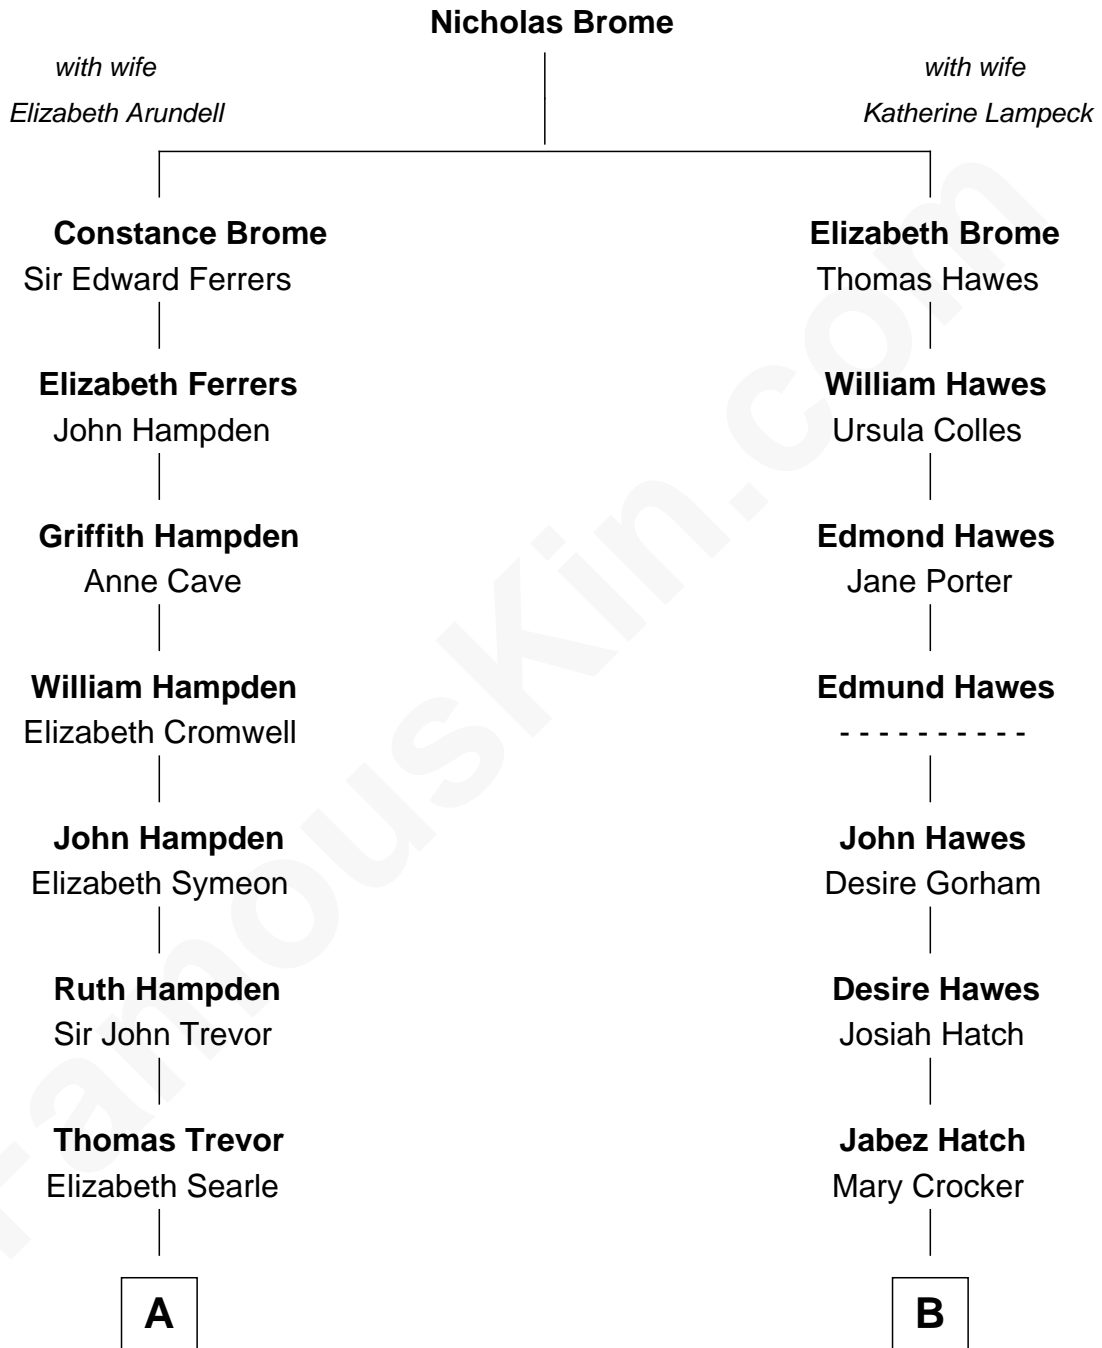 Nicholas Brome
with wife
Elizabeth Arundell
with wife
Katherine Lampeck
Constance Brome
Sir Edward Ferrers
Elizabeth Brome
Thomas Hawes
Elizabeth Ferrers
John Hampden
William Hawes
Ursula Colles
Griffith Hampden
Anne Cave
Edmond Hawes
Jane Porter
William Hampden
Elizabeth Cromwell
Edmund Hawes
- - - - - - - - - -
John Hampden
Elizabeth Symeon
John Hawes
Desire Gorham
Ruth Hampden
Sir John Trevor
Desire Hawes
Josiah Hatch
Thomas Trevor
Elizabeth Searle
Jabez Hatch
Mary Crocker
A
B
FamousKin.com